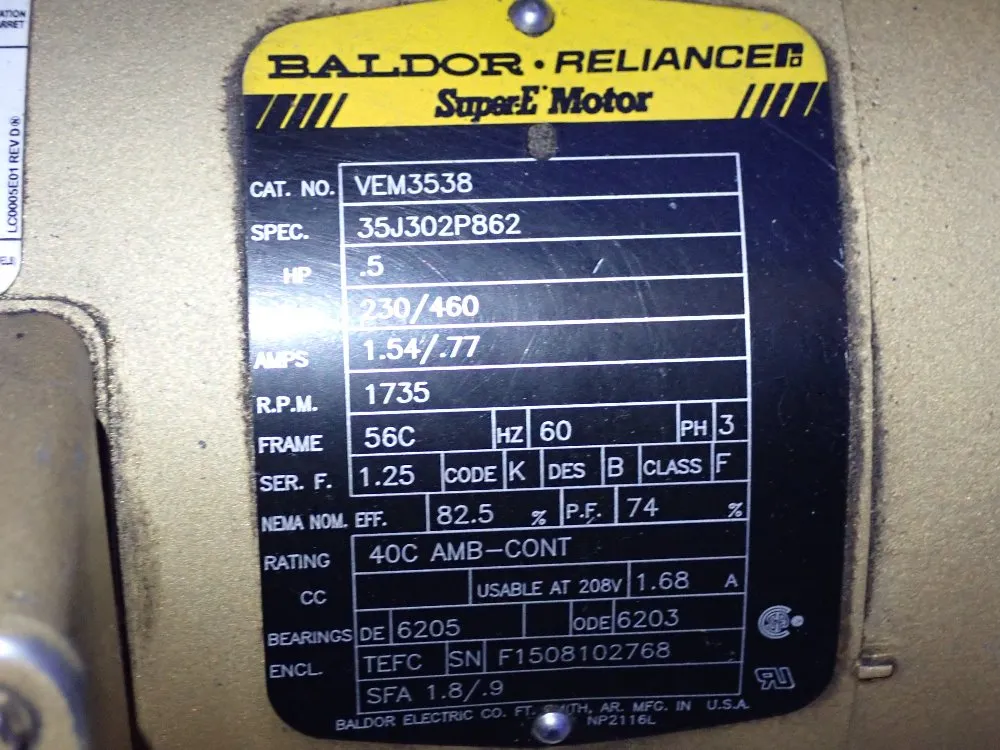 ATION
ARRET
LC0005E01 REV D
BALDOR · RELIANCE
Super-E Motor
CAT. NO. VEM3538
SPEC. 35J302P862
HP .5
230/460
AMPS 1.54/.77
R.P.M. 1735
FRAME 56C HZ 60 PH 3
SER. F. 1.25 CODE K DES B CLASS F
NEMA NOM. EFF. 82.5 % P.F. 74 %
RATING 40C AMB-CONT
CC USABLE AT 208V 1.68 A
BEARINGS DE 6205 ODE 6203
ENCL. TEFC SN F1508102768
SFA 1.8/.9
BALDOR ELECTRIC CO. FT. SMITH, AR. MFG. IN U.S.A.
NP2116L